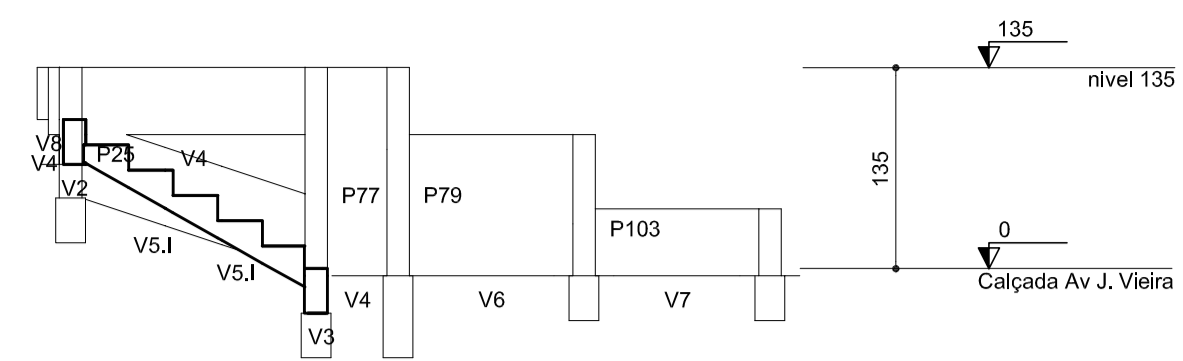 135
nivel 135
V8
V4
P25
V4
V2
P77
P79
135
P103
0
V5.I
V5.I
Calçada Av J. Vieira
V4
V6
V7
V3